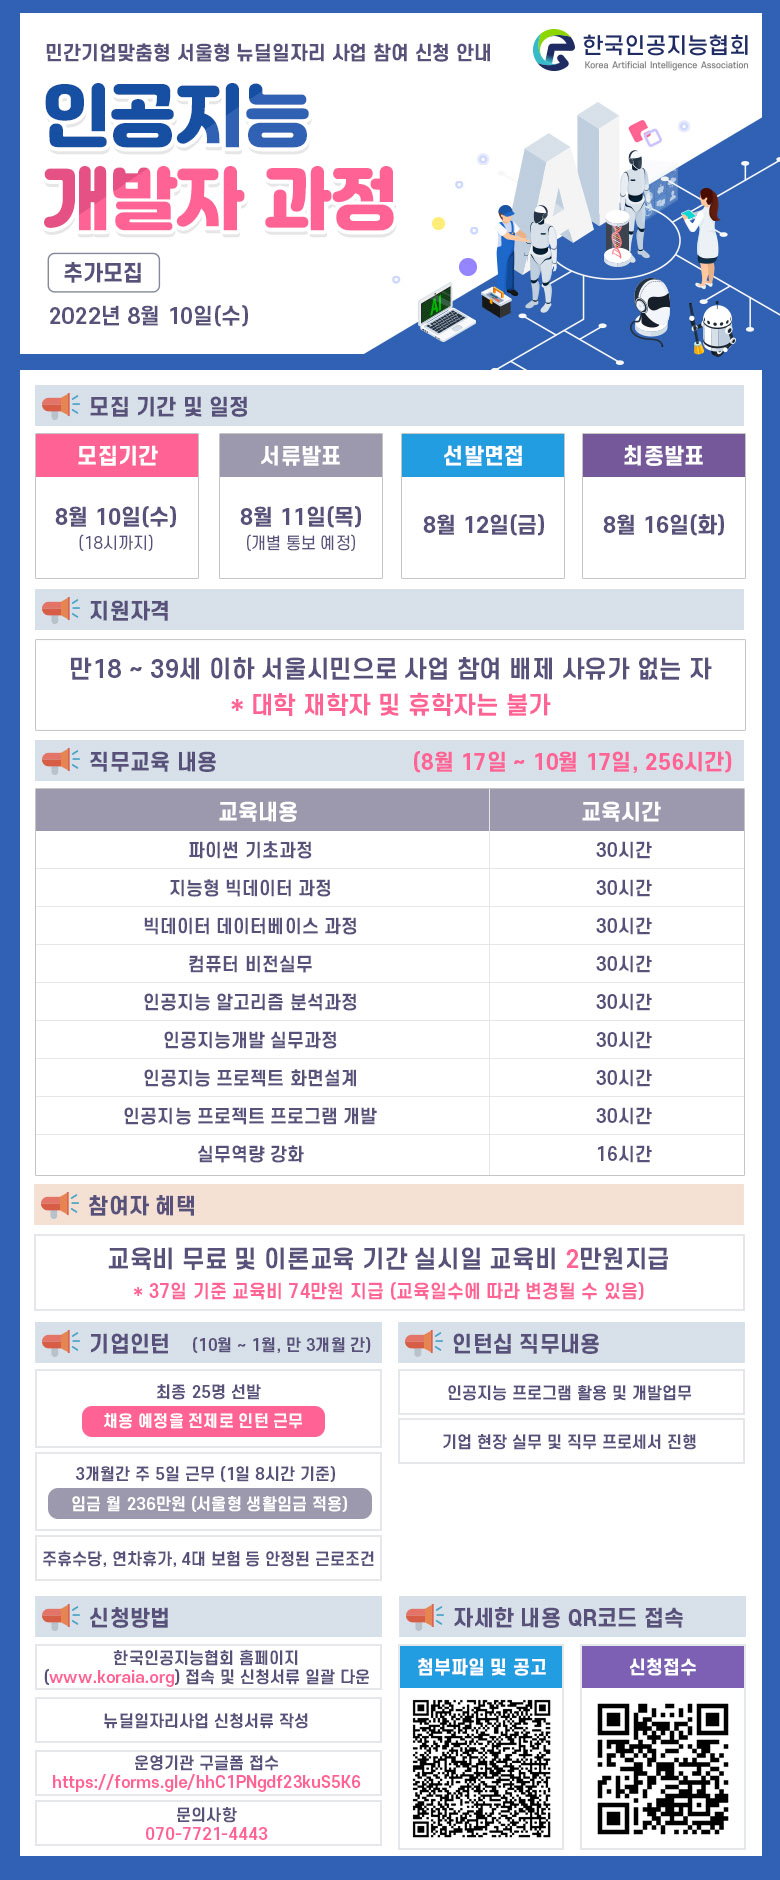 민간기업맞춤형 서울형 뉴딜일자리 사업 참여 신청 안내
한국인공지능협회
Korea Artificial Intelligence Association
인공지능
개발자 과정
추가모집
2022년 8월 10일(수)
AI
AI
모집 기간 및 일정
모집기간
8월 10일(수)
(18시까지)
서류발표
8월 11일(목)
(개별 통보 예정)
선발면접
8월 12일(금)
최종발표
8월 16일(화)
지원자격
만18 ~ 39세 이하 서울시민으로 사업 참여 배제 사유가 없는 자
* 대학 재학자 및 휴학자는 불가
직무교육 내용 (8월 17일 ~ 10월 17일, 256시간)
교육내용 교육시간
파이썬 기초과정 30시간
지능형 빅데이터 과정 30시간
빅데이터 데이터베이스 과정 30시간
컴퓨터 비전실무 30시간
인공지능 알고리즘 분석과정 30시간
인공지능개발 실무과정 30시간
인공지능 프로젝트 화면설계 30시간
인공지능 프로젝트 프로그램 개발 30시간
실무역량 강화 16시간
참여자 혜택
교육비 무료 및 이론교육 기간 실시일 교육비 2만원지급
* 37일 기준 교육비 74만원 지급 (교육일수에 따라 변경될 수 있음)
기업인턴 (10월 ~ 1월, 만 3개월 간)
최종 25명 선발
채용 예정을 전제로 인턴 근무
3개월간 주 5일 근무 (1일 8시간 기준)
임금 월 236만원 (서울형 생활임금 적용)
주휴수당, 연차휴가, 4대 보험 등 안정된 근로조건
인턴십 직무내용
인공지능 프로그램 활용 및 개발업무
기업 현장 실무 및 직무 프로세서 진행
신청방법
한국인공지능협회 홈페이지
(www.koraia.org) 접속 및 신청서류 일괄 다운
뉴딜일자리사업 신청서류 작성
운영기관 구글폼 접수
https://forms.gle/hhC1PNgdf23kuS5K6
문의사항
070-7721-4443
자세한 내용 QR코드 접속
첨부파일 및 공고
신청접수